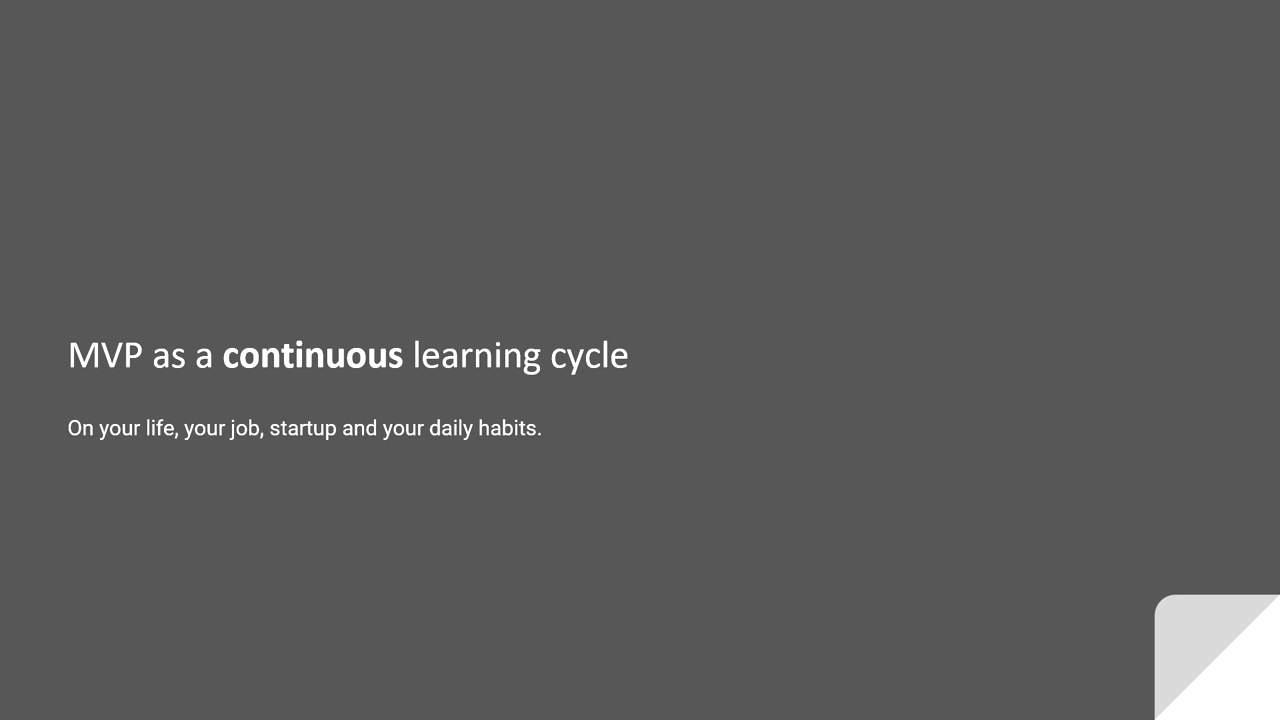 MVP as a continuous learning cycle
On your life, your job, startup and your daily habits.